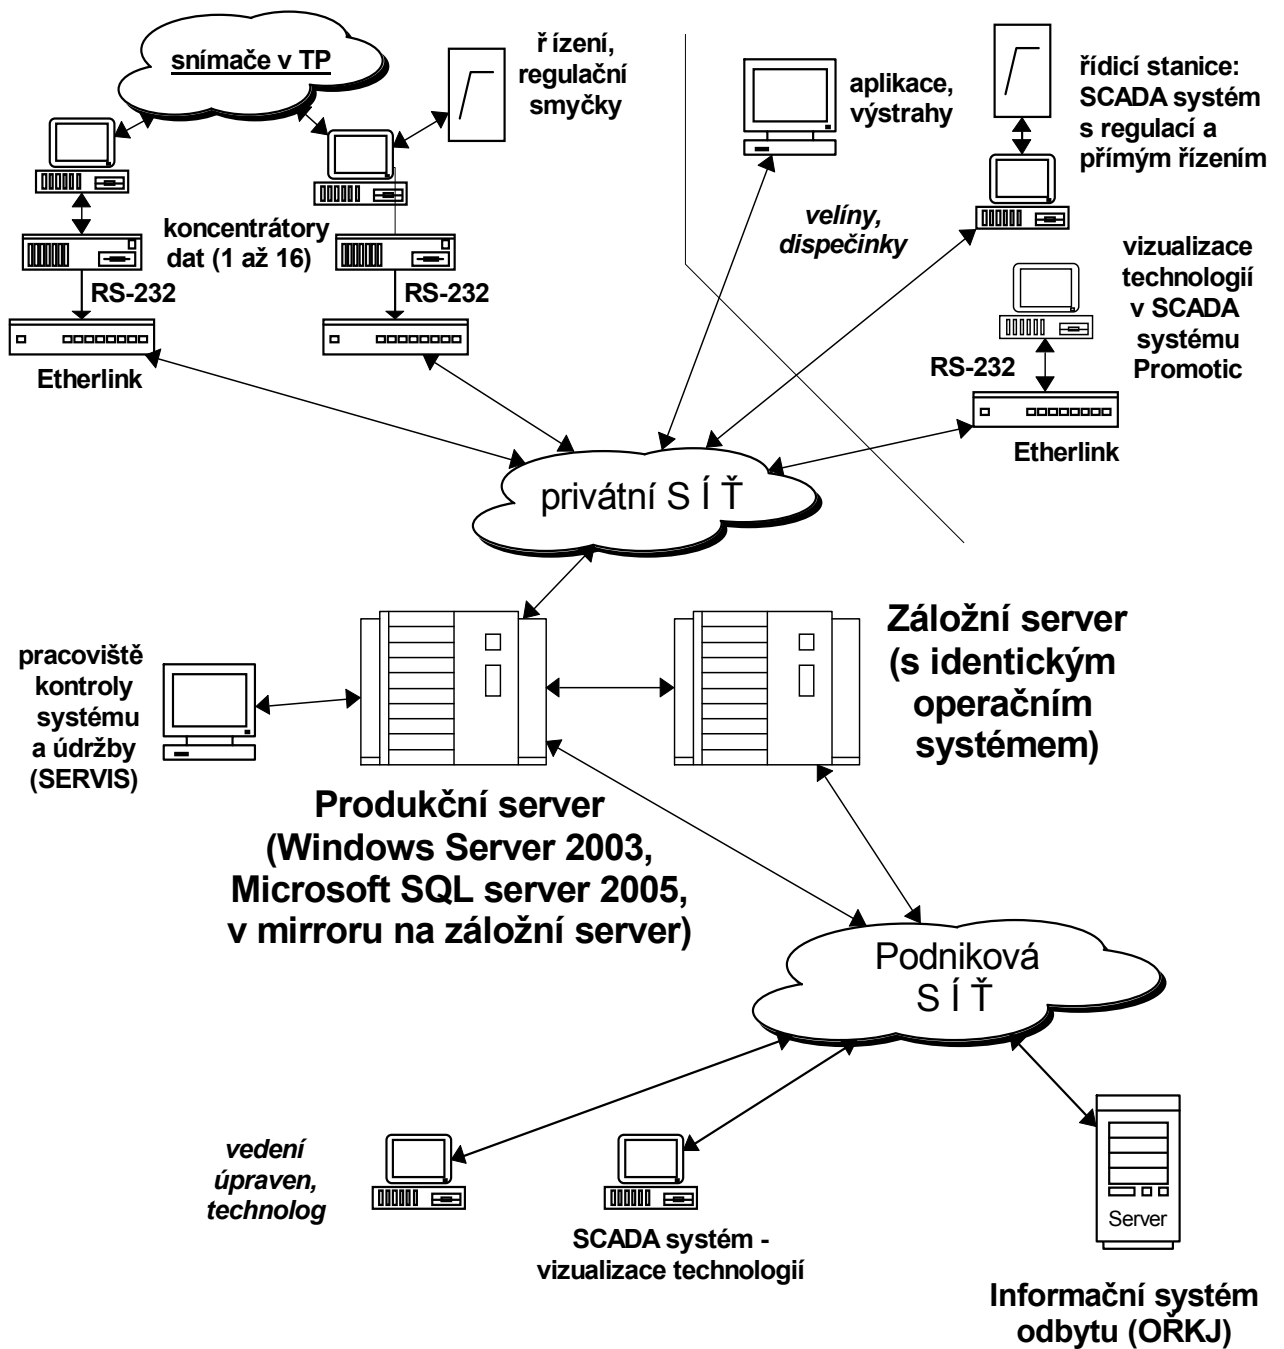 snímače v TP
ř ízení,
regulační
smyčky
aplikace,
výstrahy
řídicí stanice:
SCADA systém
s regulací a
přímým řízením
koncentrátory
dat (1 až 16)
velíny,
dispečinky
vizualizace
technologií
v SCADA
systému
Promotic
RS-232
RS-232
RS-232
Etherlink
Etherlink
privátní S Í Ť
pracoviště
kontroly
systému
a údržby
(SERVIS)
Záložní server
(s identickým
operačním
systémem)
Produkční server
(Windows Server 2003,
Microsoft SQL server 2005,
v mirroru na záložní server)
Podniková
S Í Ť
vedení
úpraven,
technolog
SCADA systém -
vizualizace technologií
Server
Informační systém
odbytu (OŘKJ)